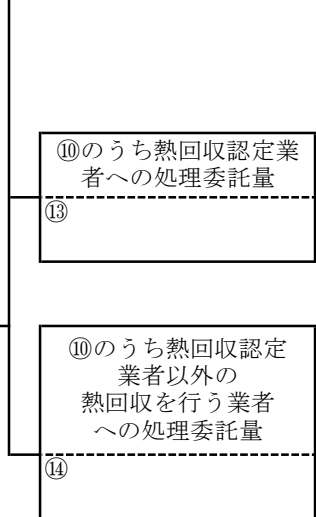 ⑩のうち熱回収認定業
者への処理委託量
⑬
⑩のうち熱回収認定
業者以外の
熱回収を行う業者
への処理委託量
⑭